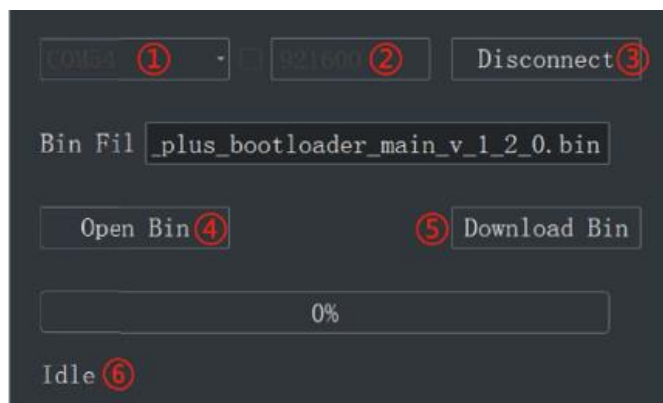 COM54 ① 921600 ② Disconnect ③
Bin Fil _plus_bootloader_main_v_1_2_0.bin
Open Bin ④ ⑤ Download Bin
0%
Idle ⑥